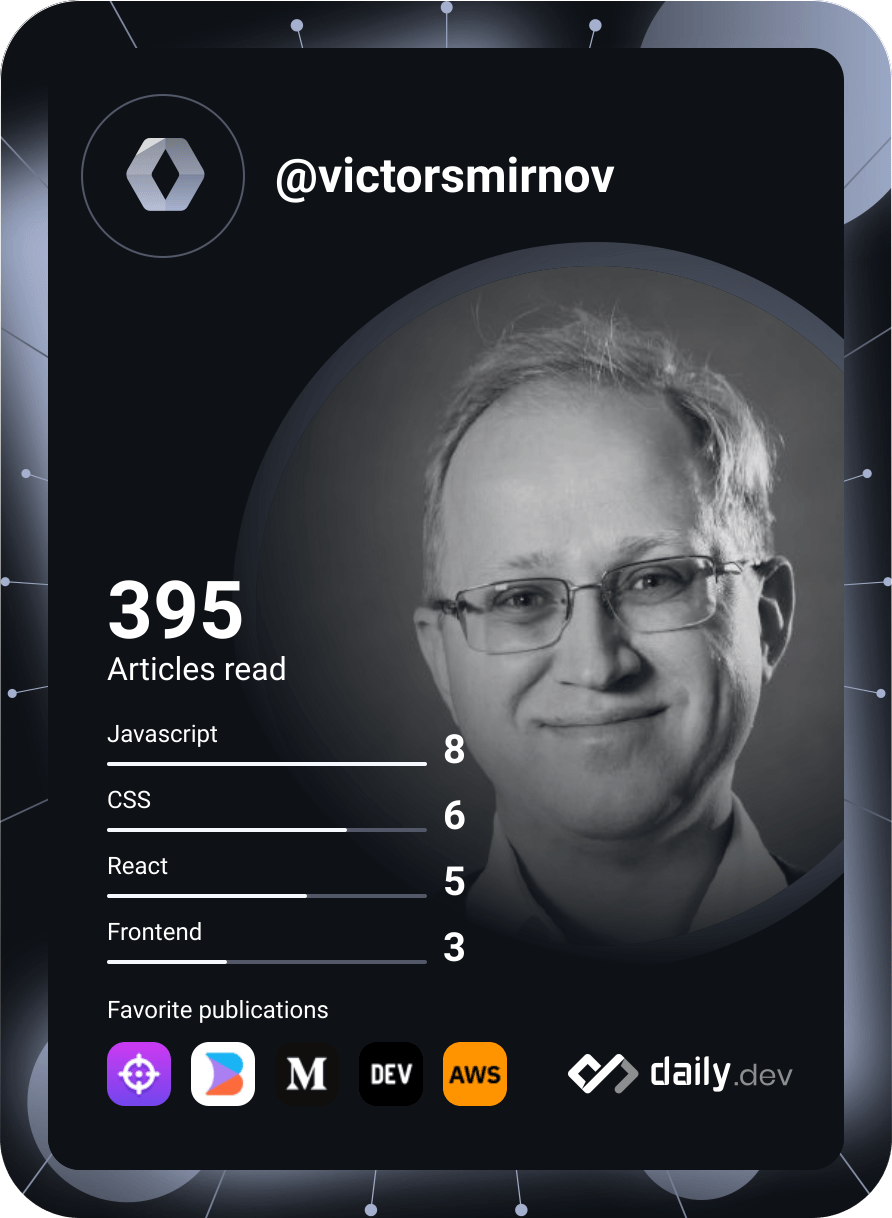 @victorsmirnov
395
Articles read
Javascript
8
CSS
6
React
5
Frontend
3
Favorite publications
M DEV AWS daily.dev